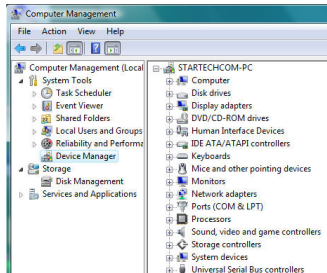 Computer Management
File Action View Help
Computer Management (Local
System Tools
Task Scheduler
Event Viewer
Shared Folders
Local Users and Groups
Reliability and Performa
Device Manager
Storage
Disk Management
Services and Applications
STARTECHCOM-PC
Computer
Disk drives
Display adapters
DVD/CD-ROM drives
Human Interface Devices
IDE ATA/ATAPI controllers
Keyboards
Mice and other pointing devices
Monitors
Network adapters
Ports (COM & LPT)
Processors
Sound, video and game controllers
Storage controllers
System devices
Universal Serial Bus controllers